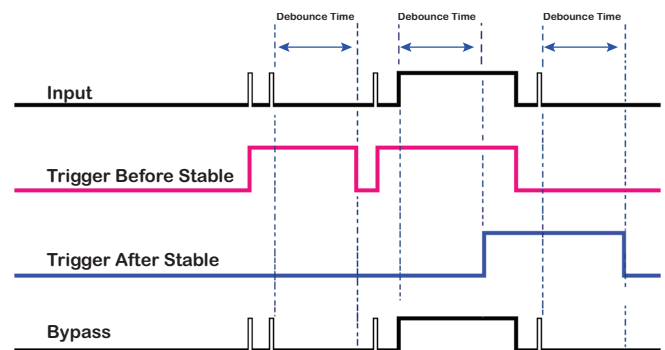 Debounce Time
Debounce Time
Debounce Time
Input
Trigger Before Stable
Trigger After Stable
Bypass